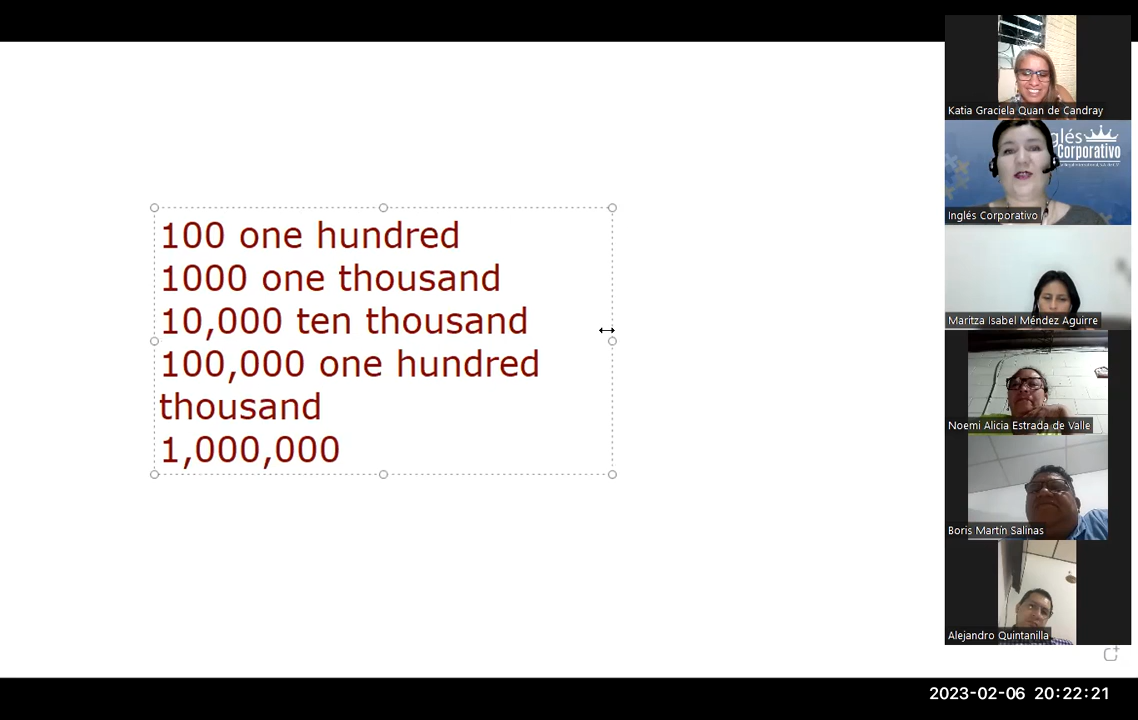 100 one hundred
1000 one thousand
10,000 ten thousand
100,000 one hundred
thousand
1,000,000
Katia Graciela Quan de Candray
glés
Corporativo
Inglés Corporativo
Maritza Isabel Méndez Aguirre
Noemi Alicia Estrada de Valle
Boris Martín Salinas
Alejandro Quintanilla
2023-02-06 20:22:21